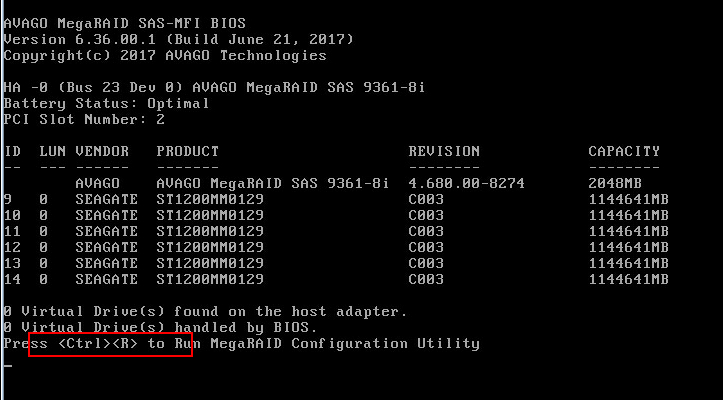 AVAGO MegaRAID SAS-MFI BIOS
Version 6.36.00.1 (Build June 21, 2017)
Copyright(c) 2017 AVAGO Technologies
HA -0 (Bus 23 Dev 0) AVAGO MegaRAID SAS 9361-8i
Battery Status: Optimal
PCI Slot Number: 2
ID LUN VENDOR PRODUCT REVISION CAPACITY
-- --- ------ ------- -------- --------
AVAGO AVAGO MegaRAID SAS 9361-8i 4.680.00-8274 2048MB
9 0 SEAGATE ST1200MM0129 C003 1144641MB
10 0 SEAGATE ST1200MM0129 C003 1144641MB
11 0 SEAGATE ST1200MM0129 C003 1144641MB
12 0 SEAGATE ST1200MM0129 C003 1144641MB
13 0 SEAGATE ST1200MM0129 C003 1144641MB
14 0 SEAGATE ST1200MM0129 C003 1144641MB
0 Virtual Drive(s) found on the host adapter.
0 Virtual Drive(s) handled by BIOS.
Press <Ctrl><R> to Run MegaRAID Configuration Utility
_